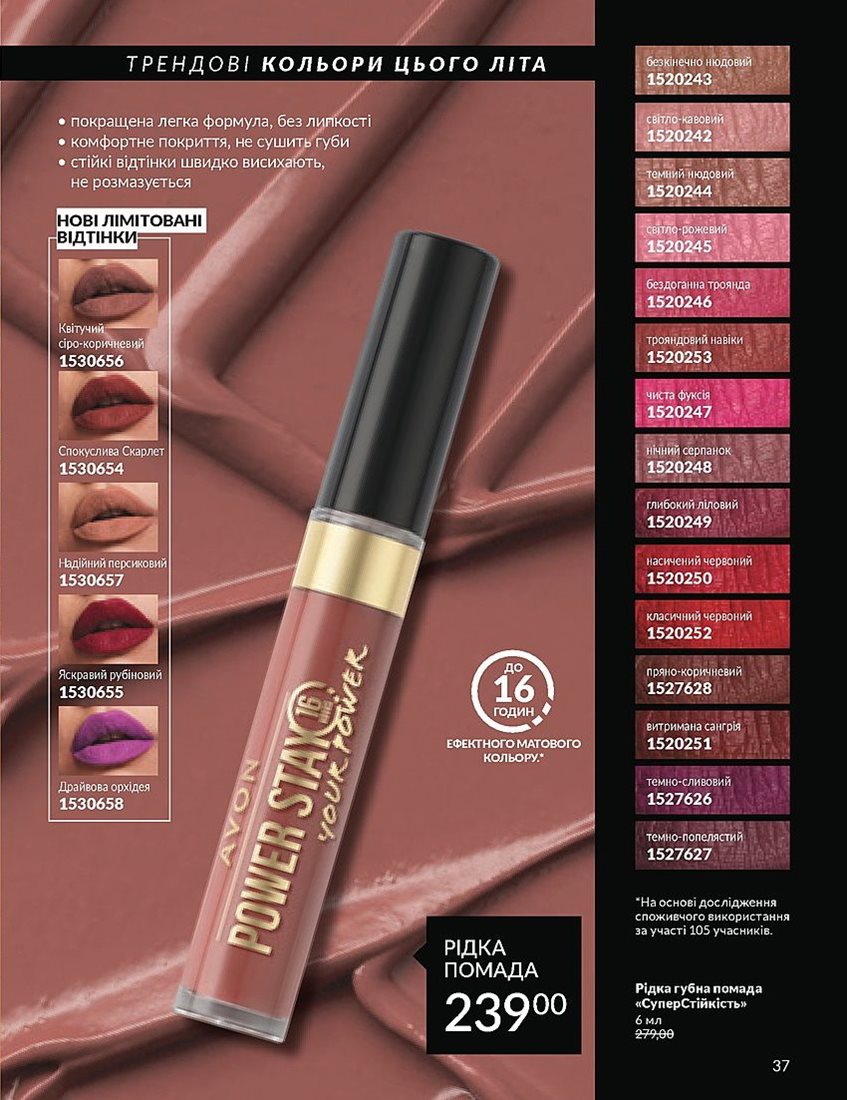 ТРЕНДОВІ КОЛЬОРИ ЦЬОГО ЛІТА
• покращена легка формула, без липкості
• комфортне покриття, не сушить губи
• стійкі відтінки швидко висихають,
не розмазується
НОВІ ЛІМІТОВАНІ
ВІДТІНКИ
Квітучий
сіро-коричневий
1530656
Спокуслива Скарлет
1530654
Надійний персиковий
1530657
Яскравий рубіновий
1530655
Драйвова орхідея
1530658
AVON
POWER STAY
16
YOUR POWER
ДО
16
ГОДИН
ЕФЕКТНОГО МАТОВОГО
КОЛЬОРУ.*
РІДКА
ПОМАДА
239⁰⁰
безкінечно нюдовий
1520243
світло-кавовий
1520242
темний нюдовий
1520244
світло-рожевий
1520245
бездоганна троянда
1520246
трояндовий навіки
1520253
чиста фуксія
1520247
нічний серпанок
1520248
глибокий ліловий
1520249
насичений червоний
1520250
класичний червоний
1520252
пряно-коричневий
1527628
витримана сангрія
1520251
темно-сливовий
1527626
темно-попелястий
1527627
*На основі дослідження
споживчого використання
за участі 105 учасників.
Рідка губна помада
«СуперСтійкість»
6 мл
279,00
37